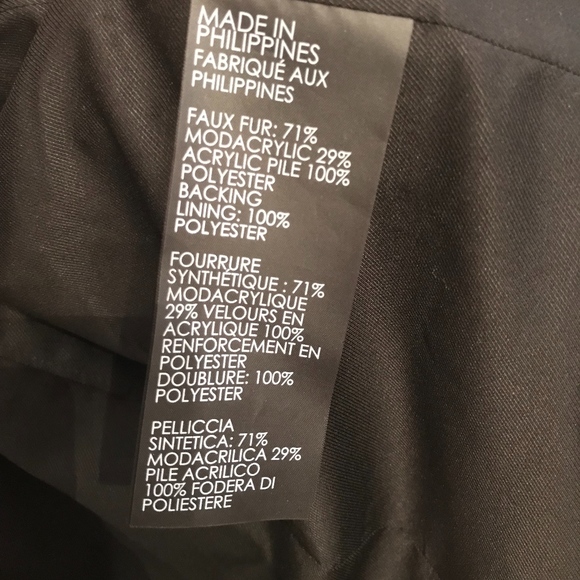 MADE IN
PHILIPPINES
FABRIQUÉ AUX
PHILIPPINES
FAUX FUR: 71%
MODACRYLIC 29%
ACRYLIC PILE 100%
POLYESTER
BACKING
LINING: 100%
POLYESTER
FOURRURE
SYNTHÉTIQUE : 71%
MODACRYLIQUE
29% VELOURS EN
ACRYLIQUE 100%
RENFORCEMENT EN
POLYESTER
DOUBLURE: 100%
POLYESTER
PELLICCIA
SINTETICA: 71%
MODACRILICA 29%
PILE ACRILICO
100% FODERA DI
POLIESTERE